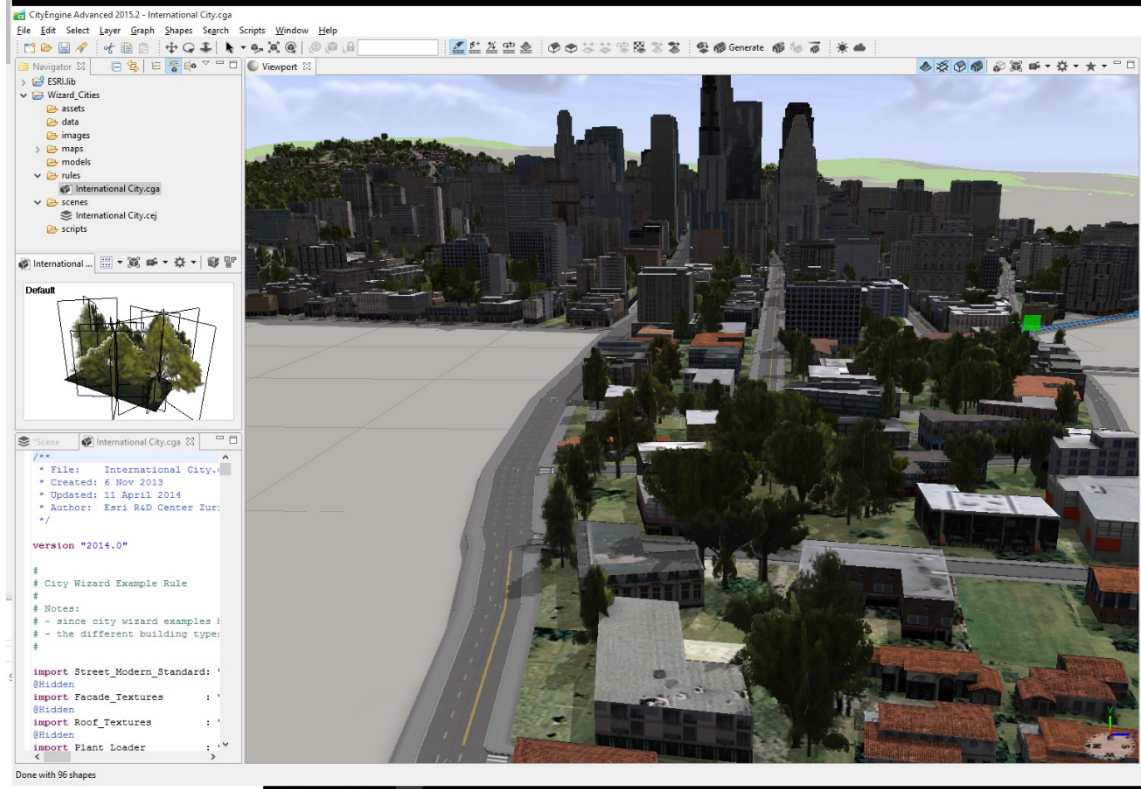 CityEngine Advanced 2015.2 - International City.cga
File Edit Select Layer Graph Shapes Search Scripts Window Help
Generate
Navigator
Viewport
ESRI.lib
Wizard_Cities
assets
data
images
maps
models
rules
International City.cga
scenes
International City.cej
scripts
International ...
Default
*Scene
International City.cga
/**
* File: International City.
* Created: 6 Nov 2013
* Updated: 11 April 2014
* Author: Esri R&D Center Zur
*/
version "2014.0"
#
# City Wizard Example Rule
#
# Notes:
# - since city wizard examples
# - the different building type
#
import Street_Modern_Standard: "
@Hidden
import Facade_Textures : "
@Hidden
import Roof_Textures : "
@Hidden
import Plant_Loader : "
Y
Done with 96 shapes